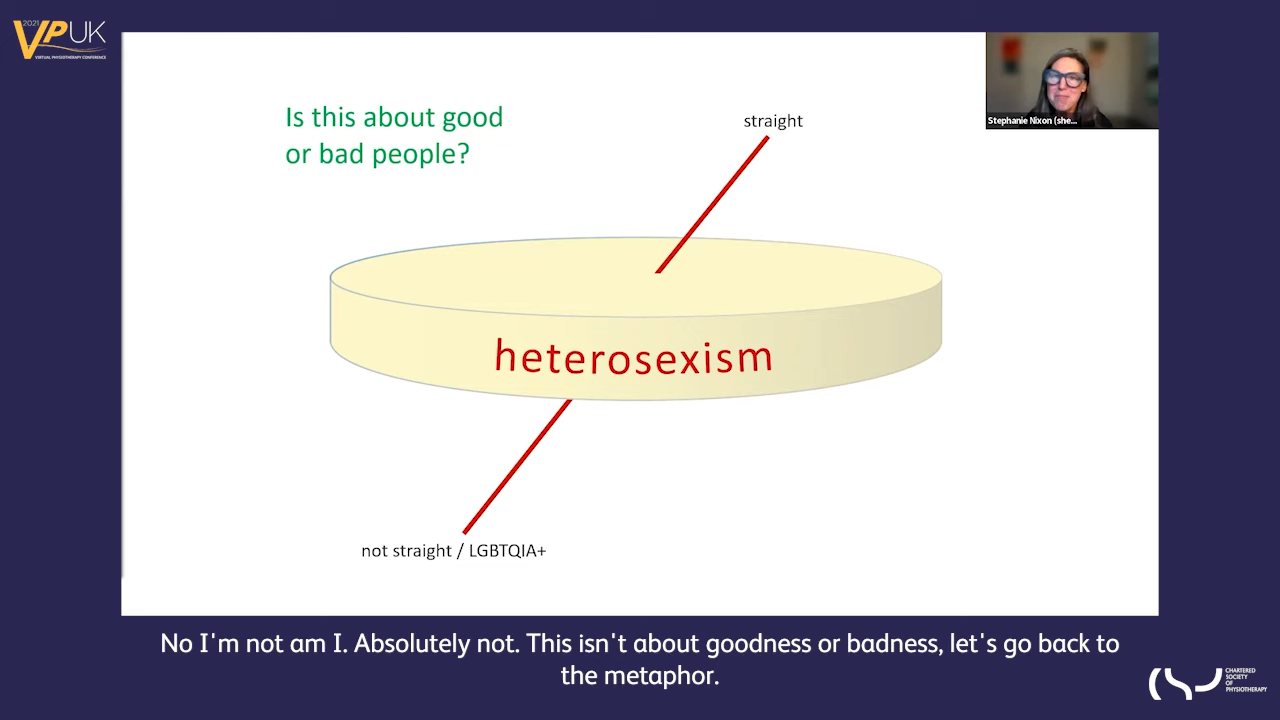 2021
VPUK
VIRTUAL PHYSIOTHERAPY CONFERENCE
Is this about good
or bad people?
straight
Stephanie Nixon (she...
heterosexism
not straight / LGBTQIA+
No I'm not am I. Absolutely not. This isn't about goodness or badness, let's go back to
the metaphor.
CHARTERED
SOCIETY
OF
PHYSIOTHERAPY